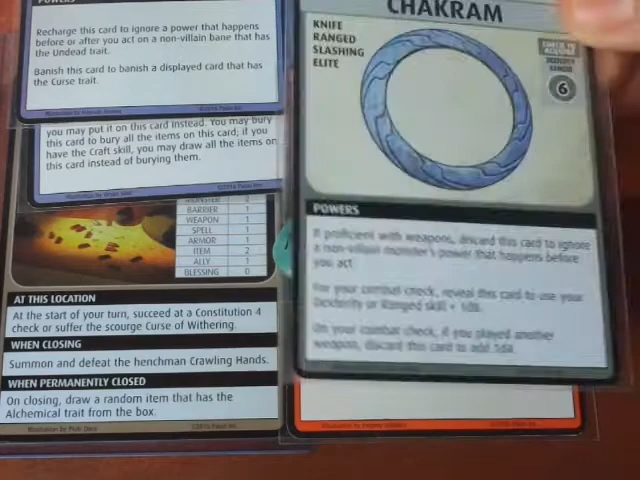 POWERS
Recharge this card to ignore a power that happens
before or after you act on a non-villain bane that has
the Undead trait.
Banish this card to banish a displayed card that has
the Curse trait.
you may put it on this card instead. You may bury
this card to bury all the items on this card; if you
have the Craft skill, you may draw all the items on
this card instead of burying them.
MONSTER 2
BARRIER 1
WEAPON 1
SPELL 1
ARMOR 1
ITEM 2
ALLY 1
BLESSING 0
AT THIS LOCATION
At the start of your turn, succeed at a Constitution 4
check or suffer the scourge Curse of Withering.
WHEN CLOSING
Summon and defeat the henchman Crawling Hands.
WHEN PERMANENTLY CLOSED
On closing, draw a random item that has the
Alchemical trait from the box.
CHAKRAM
KNIFE
RANGED
SLASHING
ELITE
CHECK TO
ACQUIRE
DEXTERITY
RANGED
6
POWERS
If proficient with weapons, discard this card to ignore
a non-villain monster's power that happens before
you act.
For your combat check, reveal this card to use your
Dexterity or Ranged skill + 1d8.
On your combat check, if you played another
weapon, discard this card to add